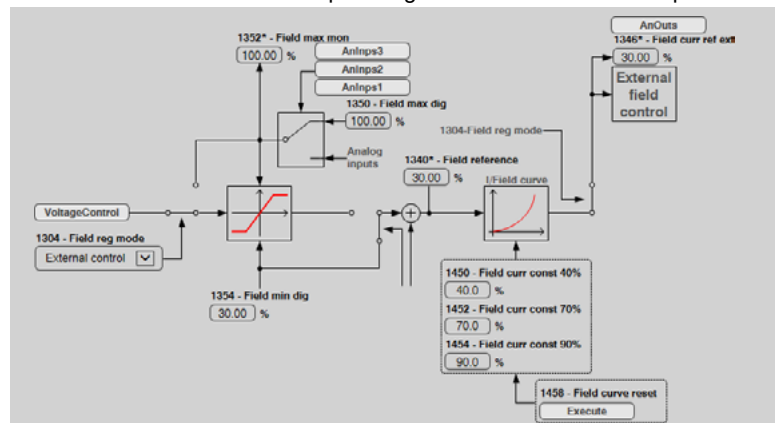 AnOuts
1352* - Field max mon
1346* - Field curr ref ext
100.00 %
AnInps3
30.00 %
AnInps2
AnInps1
External
field
control
1350 - Field max dig
100.00 %
1304-Field reg mode
Analog
inputs
1340* - Field reference
30.00 %
I/Field curve
VoltageControl
1304 - Field reg mode
External control
1354 - Field min dig
30.00 %
1450 - Field curr const 40%
40.0 %
1452 - Field curr const 70%
70.0 %
1454 - Field curr const 90%
90.0 %
1458 - Field curve reset
Execute